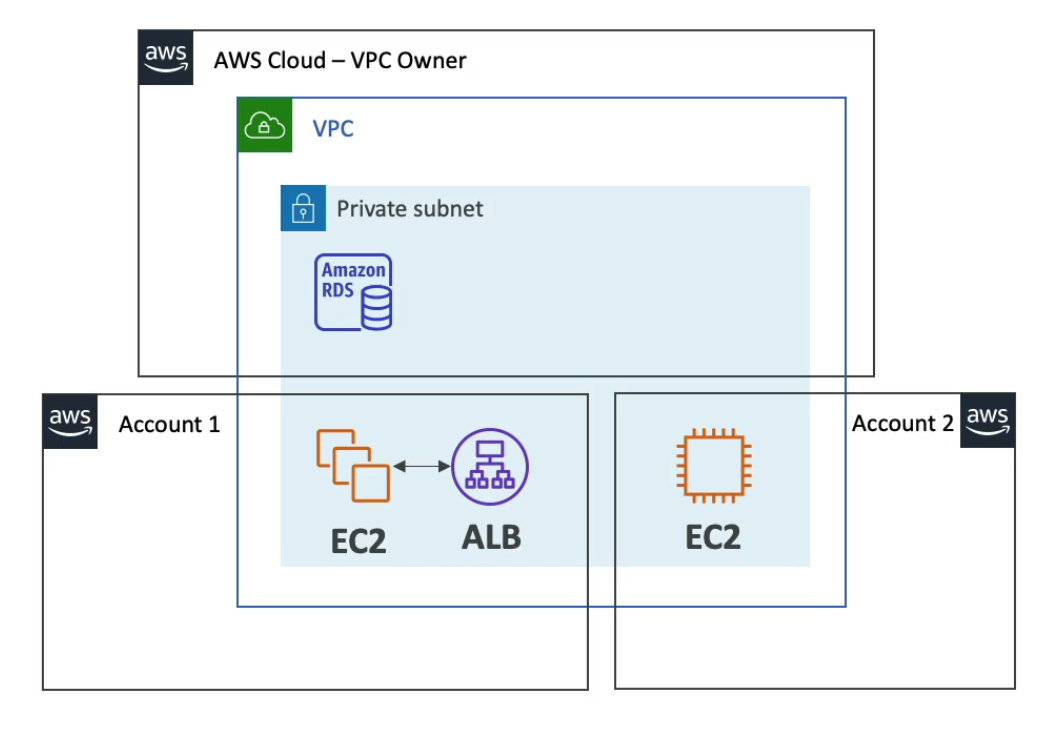 aws
AWS Cloud – VPC Owner
VPC
Private subnet
Amazon
RDS
aws
Account 1
Account 2
aws
EC2
ALB
EC2